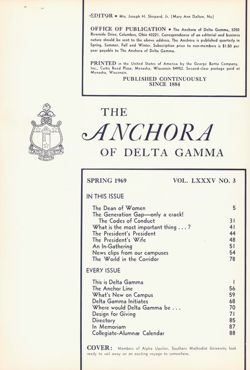 EDITOR • Mrs. Joseph H. Shepard, Jr. (Mary Ann Dalton, No.)
OFFICE OF PUBLICATION • The Anchora of Delta Gamma, 3250
Riverside Drive, Columbus, Ohio 43221. Correspondence of an editorial and business
nature should be sent to the above address. The Anchora is published quarterly in
Spring, Summer, Fall and Winter. Subscription price to non-members is $1.50 per
year payable to The Anchora of Delta Gamma.
PRINTED in the United States of America by the George Banta Company,
Inc., Curtis Reed Plaza, Menasha, Wisconsin 54952. Second-class postage paid at
Menasha, Wisconsin.
PUBLISHED CONTINUOUSLY
SINCE 1884
THE
ANCHORA
OF DELTA GAMMA
SPRING 1969 VOL. LXXXV NO. 3
IN THIS ISSUE
The Dean of Women 5
The Generation Gap—only a crack!
The Codes of Conduct 31
What is the most important thing . . . ? 41
The President's President 44
The President's Wife 48
An In-Gathering 51
News clips from our campuses 54
The World in the Corridor 78
EVERY ISSUE
This is Delta Gamma 1
The Anchor Line 56
What's New on Campus 59
Delta Gamma Initiates 68
Where would Delta Gamma be . . . 70
Design for Giving 71
Directory 85
In Memoriam 87
Collegiate-Alumnae Calendar 88
COVER: Members of Alpha Upsilon, Southern Methodist University look
ready to sail away on an exciting voyage to somewhere.